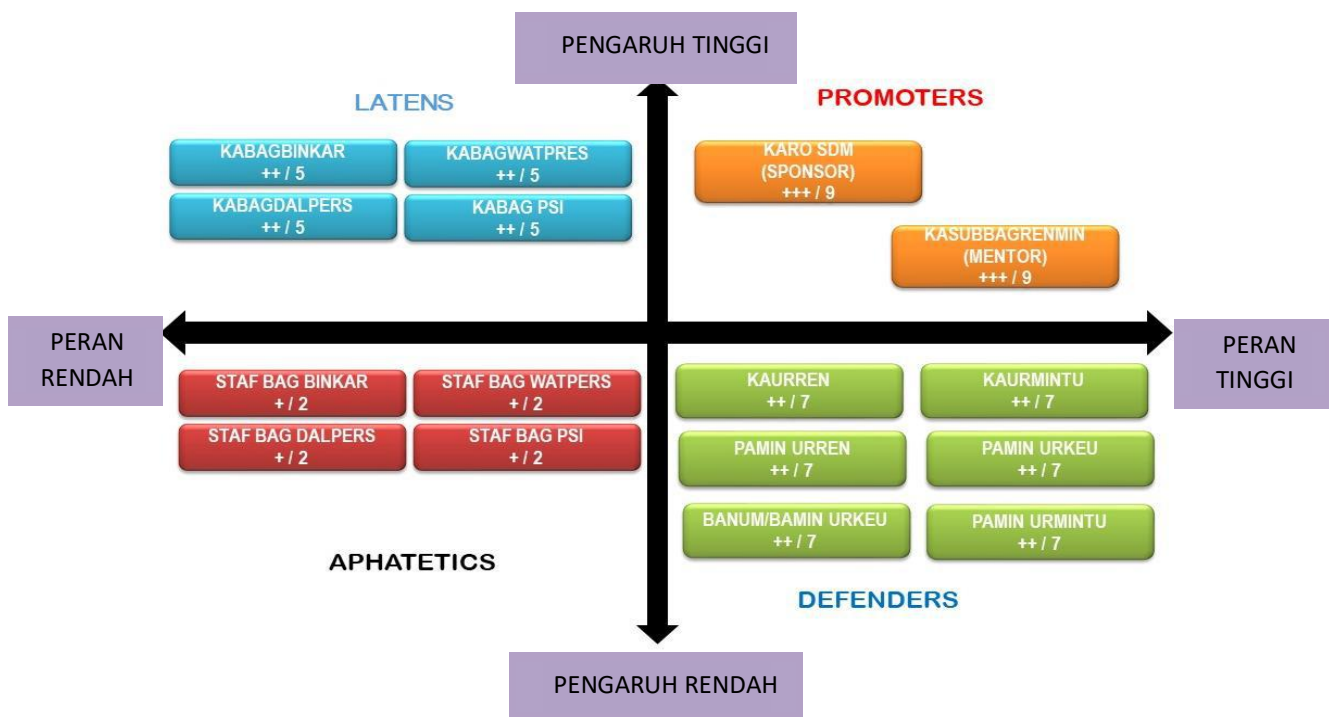 PENGARUH TINGGI
LATENS
PROMOTERS
KABAGBINKAR
++ / 5
KABAGWATPRES
++ / 5
KABAGDALPERS
++ / 5
KABAG PSI
++ / 5
KARO SDM
(SPONSOR)
+++ / 9
KASUBBAGRENMIN
(MENTOR)
+++ / 9
PERAN
RENDAH
PERAN
TINGGI
STAF BAG BINKAR
+ / 2
STAF BAG WATPERS
+ / 2
STAF BAG DALPERS
+ / 2
STAF BAG PSI
+ / 2
KAURREN
++ / 7
KAURMINTU
++ / 7
PAMIN URREN
++ / 7
PAMIN URKEU
++ / 7
BANUM/BAMIN URKEU
++ / 7
PAMIN URMINTU
++ / 7
APHATETICS
DEFENDERS
PENGARUH RENDAH